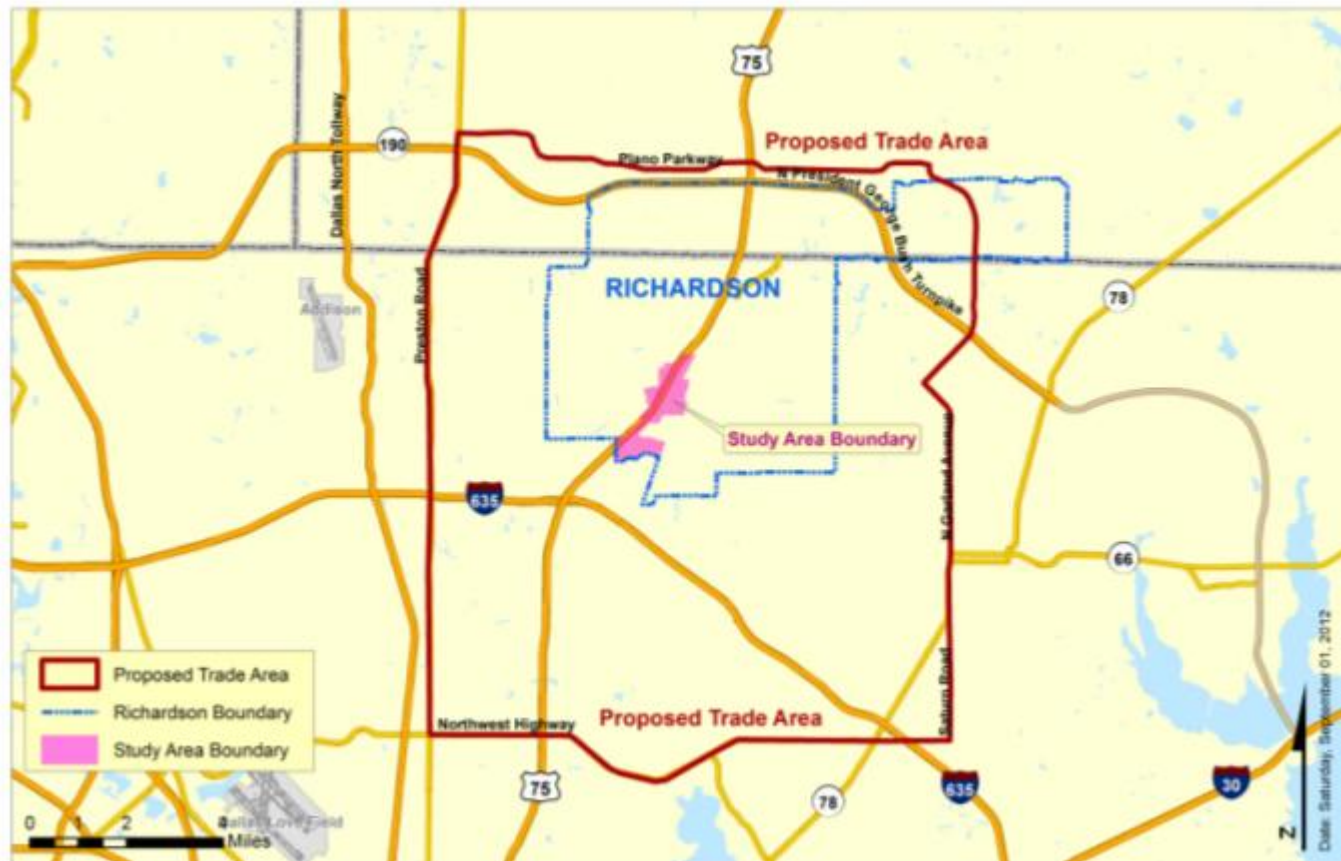 75
Proposed Trade Area
190
Plano Parkway
Dallas North Tollway
N President George Bush Turnpike
Preston Road
RICHARDSON
78
Addison
Study Area Boundary
N Garland Avenue
635
66
Proposed Trade Area
Richardson Boundary
Study Area Boundary
Northwest Highway
Proposed Trade Area
Saturn Road
75
78
635
30
Dallas Love Field
0 1 2 4
Miles
N
Date: Saturday, September 01, 2012